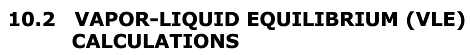 10.2 VAPOR-LIQUID EQUILIBRIUM (VLE)
CALCULATIONS